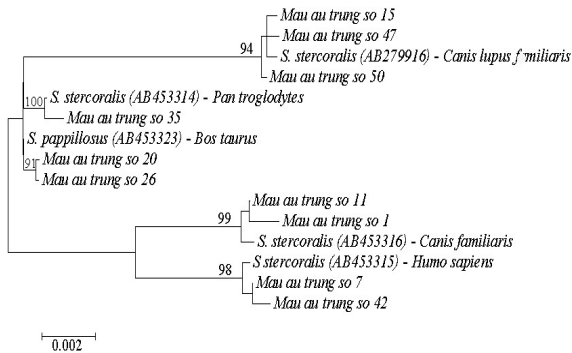 Mau au trung so 15
Mau au trung so 47
94
S. stercoralis (AB279916) - Canis lupus f miliaris
Mau au trung so 50
100
S. stercoralis (AB453314) - Pan troglodytes
Mau au trung so 35
S. pappillosus (AB453323) - Bos taurus
91
Mau au trung so 20
Mau au trung so 26
Mau au trung so 11
99
Mau au trung so 1
S. stercoralis (AB453316) - Canis familiaris
S stercoralis (AB453315) - Humo sapiens
98
Mau au trung so 7
Mau au trung so 42
0.002